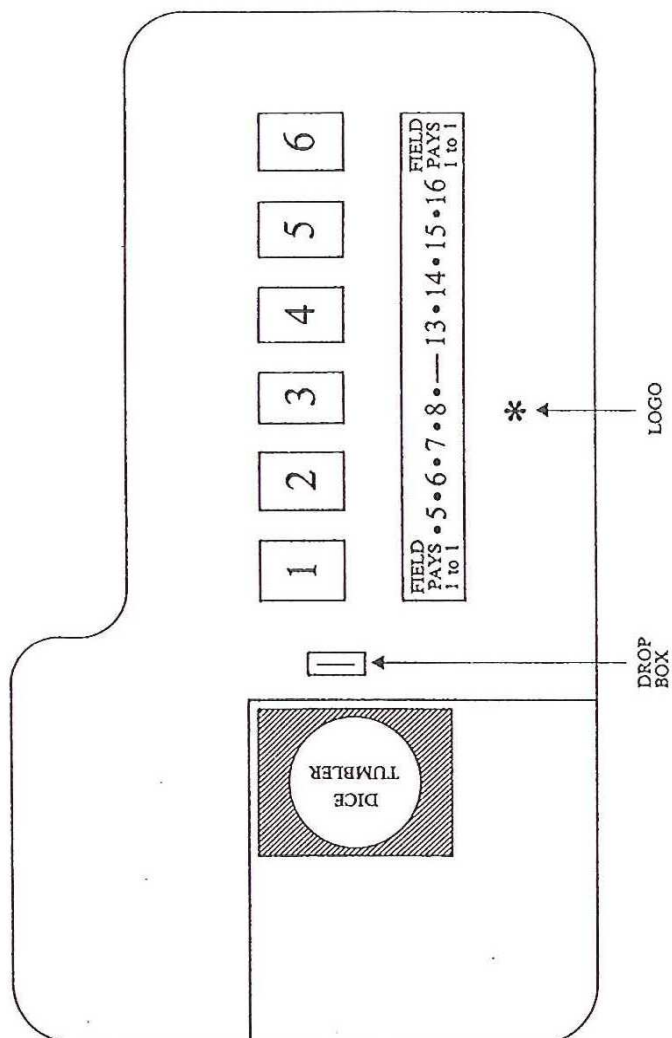 1 2 3 4 5 6
FIELD
PAYS
1 to 1
•5•6•7•8•—13•14•15•16
FIELD
PAYS
1 to 1
DICE
TUMBLER
DROP
BOX
LOGO
*